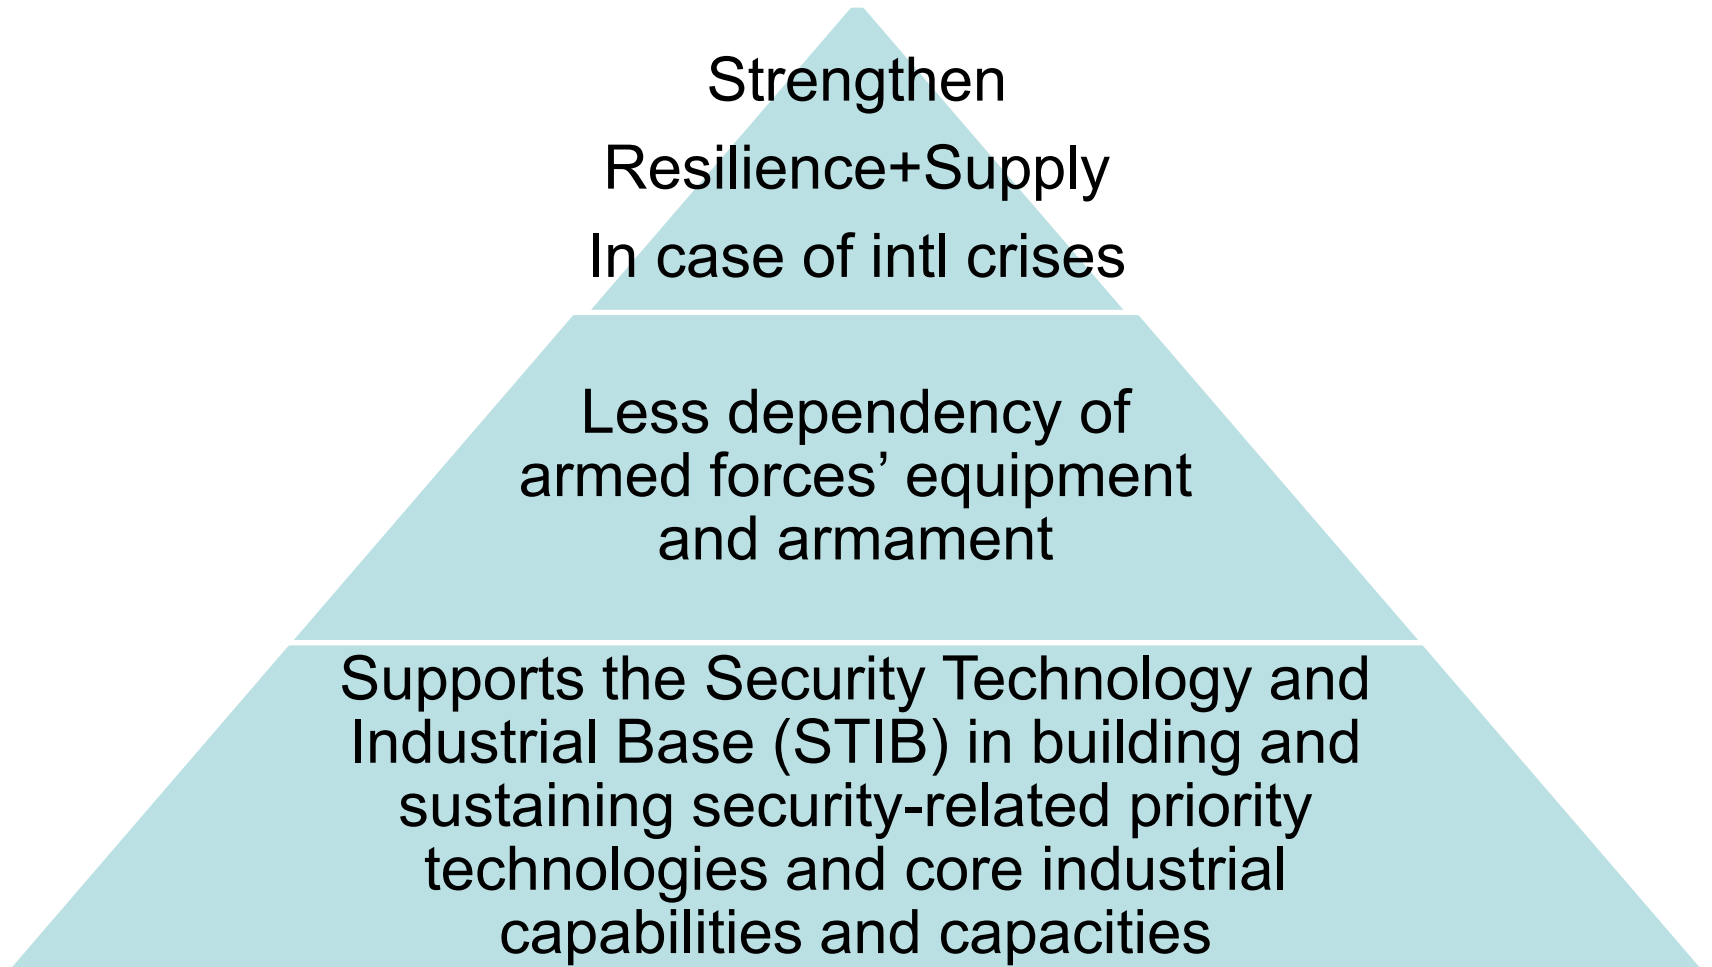 Strengthen
Resilience+Supply
In case of intl crises
Less dependency of
armed forces’ equipment
and armament
Supports the Security Technology and
Industrial Base (STIB) in building and
sustaining security-related priority
technologies and core industrial
capabilities and capacities